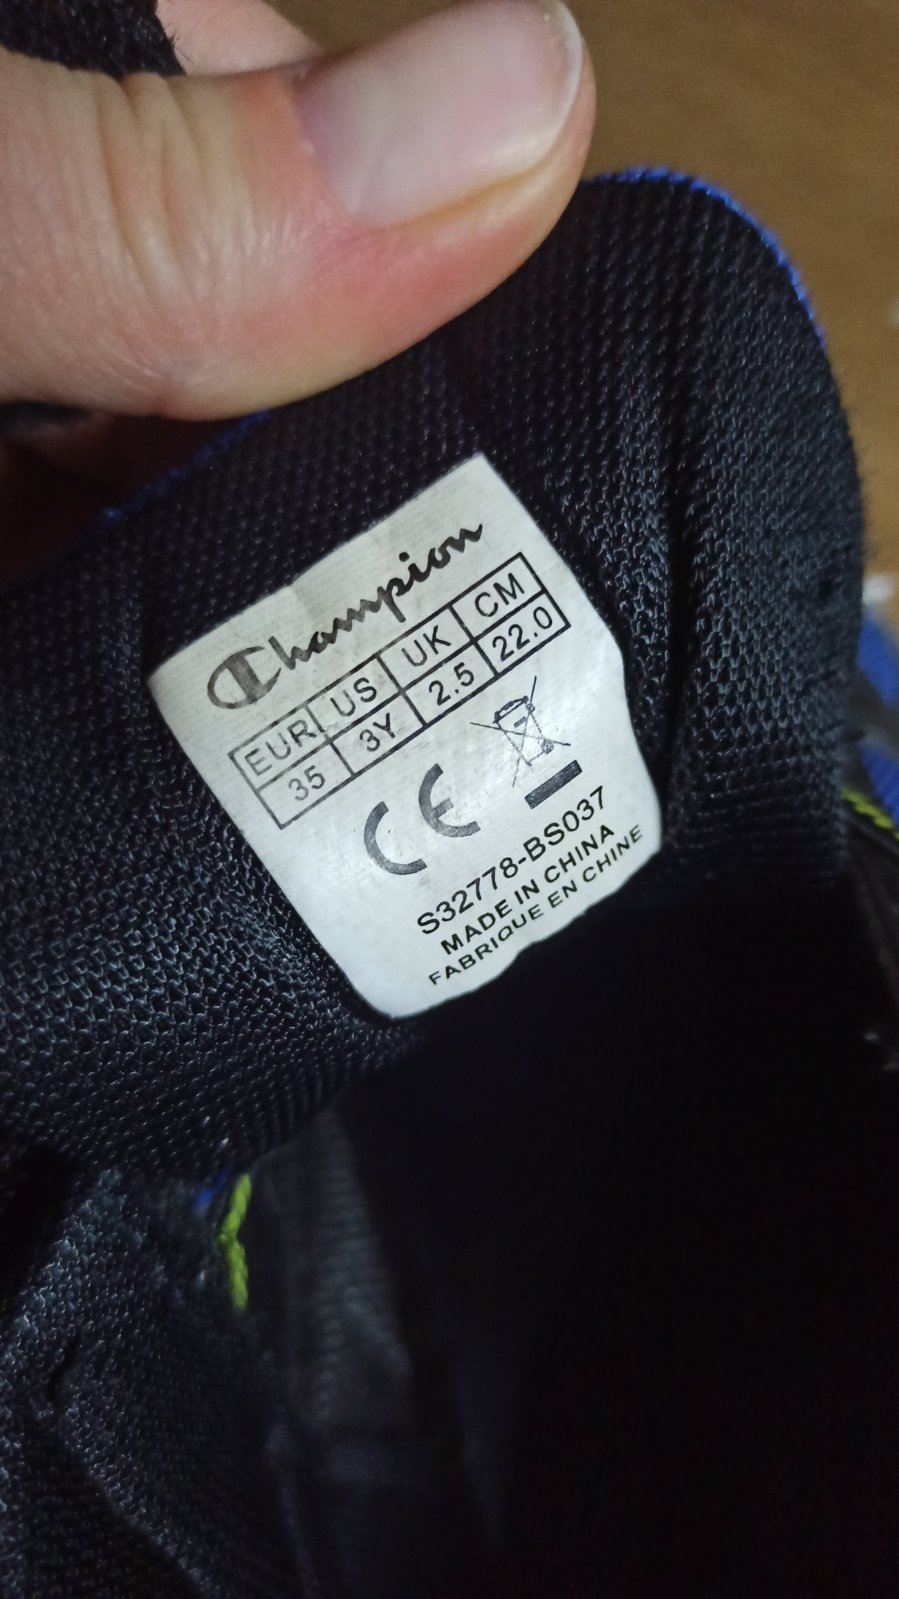 Champion
EUR US UK CM
35 3Y 2.5 22.0
CE
S32778-BS037
MADE IN CHINA
FABRIQUE EN CHINE